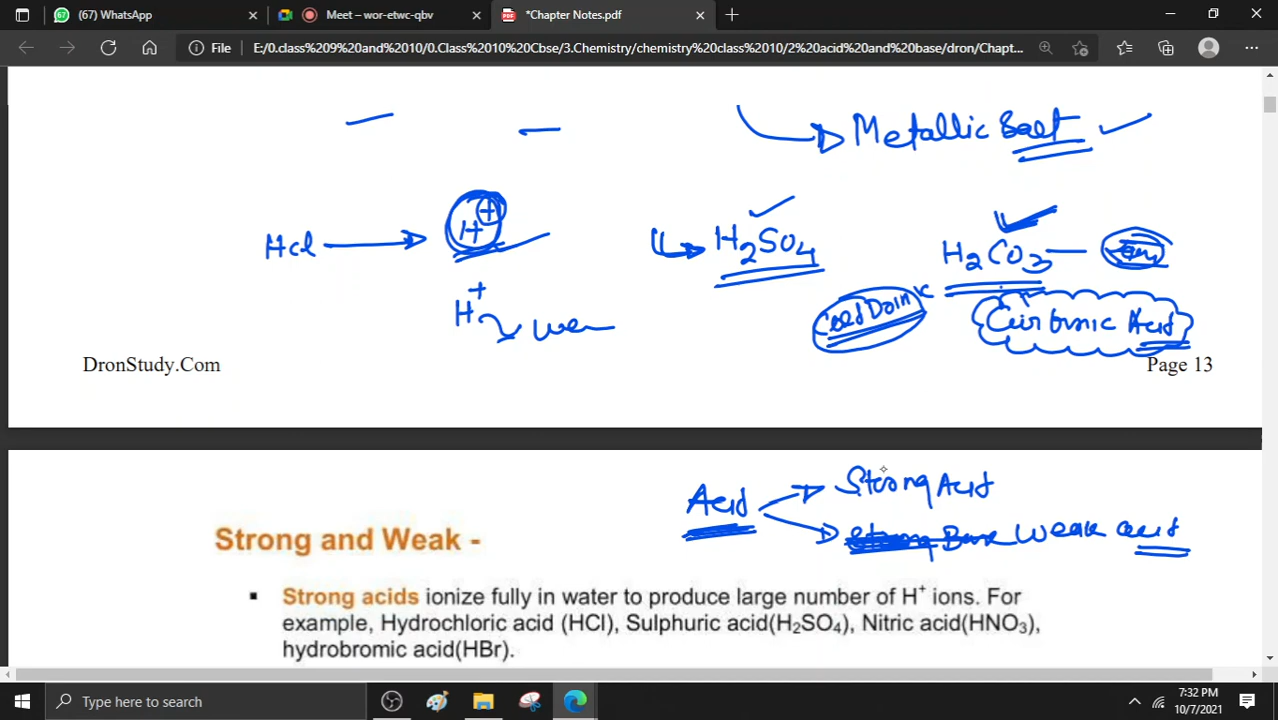 (67) WhatsApp
Meet – wor-etwc-qbv
*Chapter Notes.pdf
File
E:/0.class%209%20and%2010/0.Class%2010%20Cbse/3.Chemistry/chemistry%20class%2010/2%20acid%20and%20base/dron/Chapt...
Metallic Salt
Hcl
H+
H2SO4
H2CO3
H+
Cold Doink
Carbonic Acid
DronStudy.Com
Page 13
Acid
Strong Acid
Strong Base Weak acid
Strong and Weak -
▪ Strong acids ionize fully in water to produce large number of H+ ions. For
example, Hydrochloric acid (HCl), Sulphuric acid(H2SO4), Nitric acid(HNO3),
hydrobromic acid(HBr).
Type here to search
7:32 PM
10/7/2021